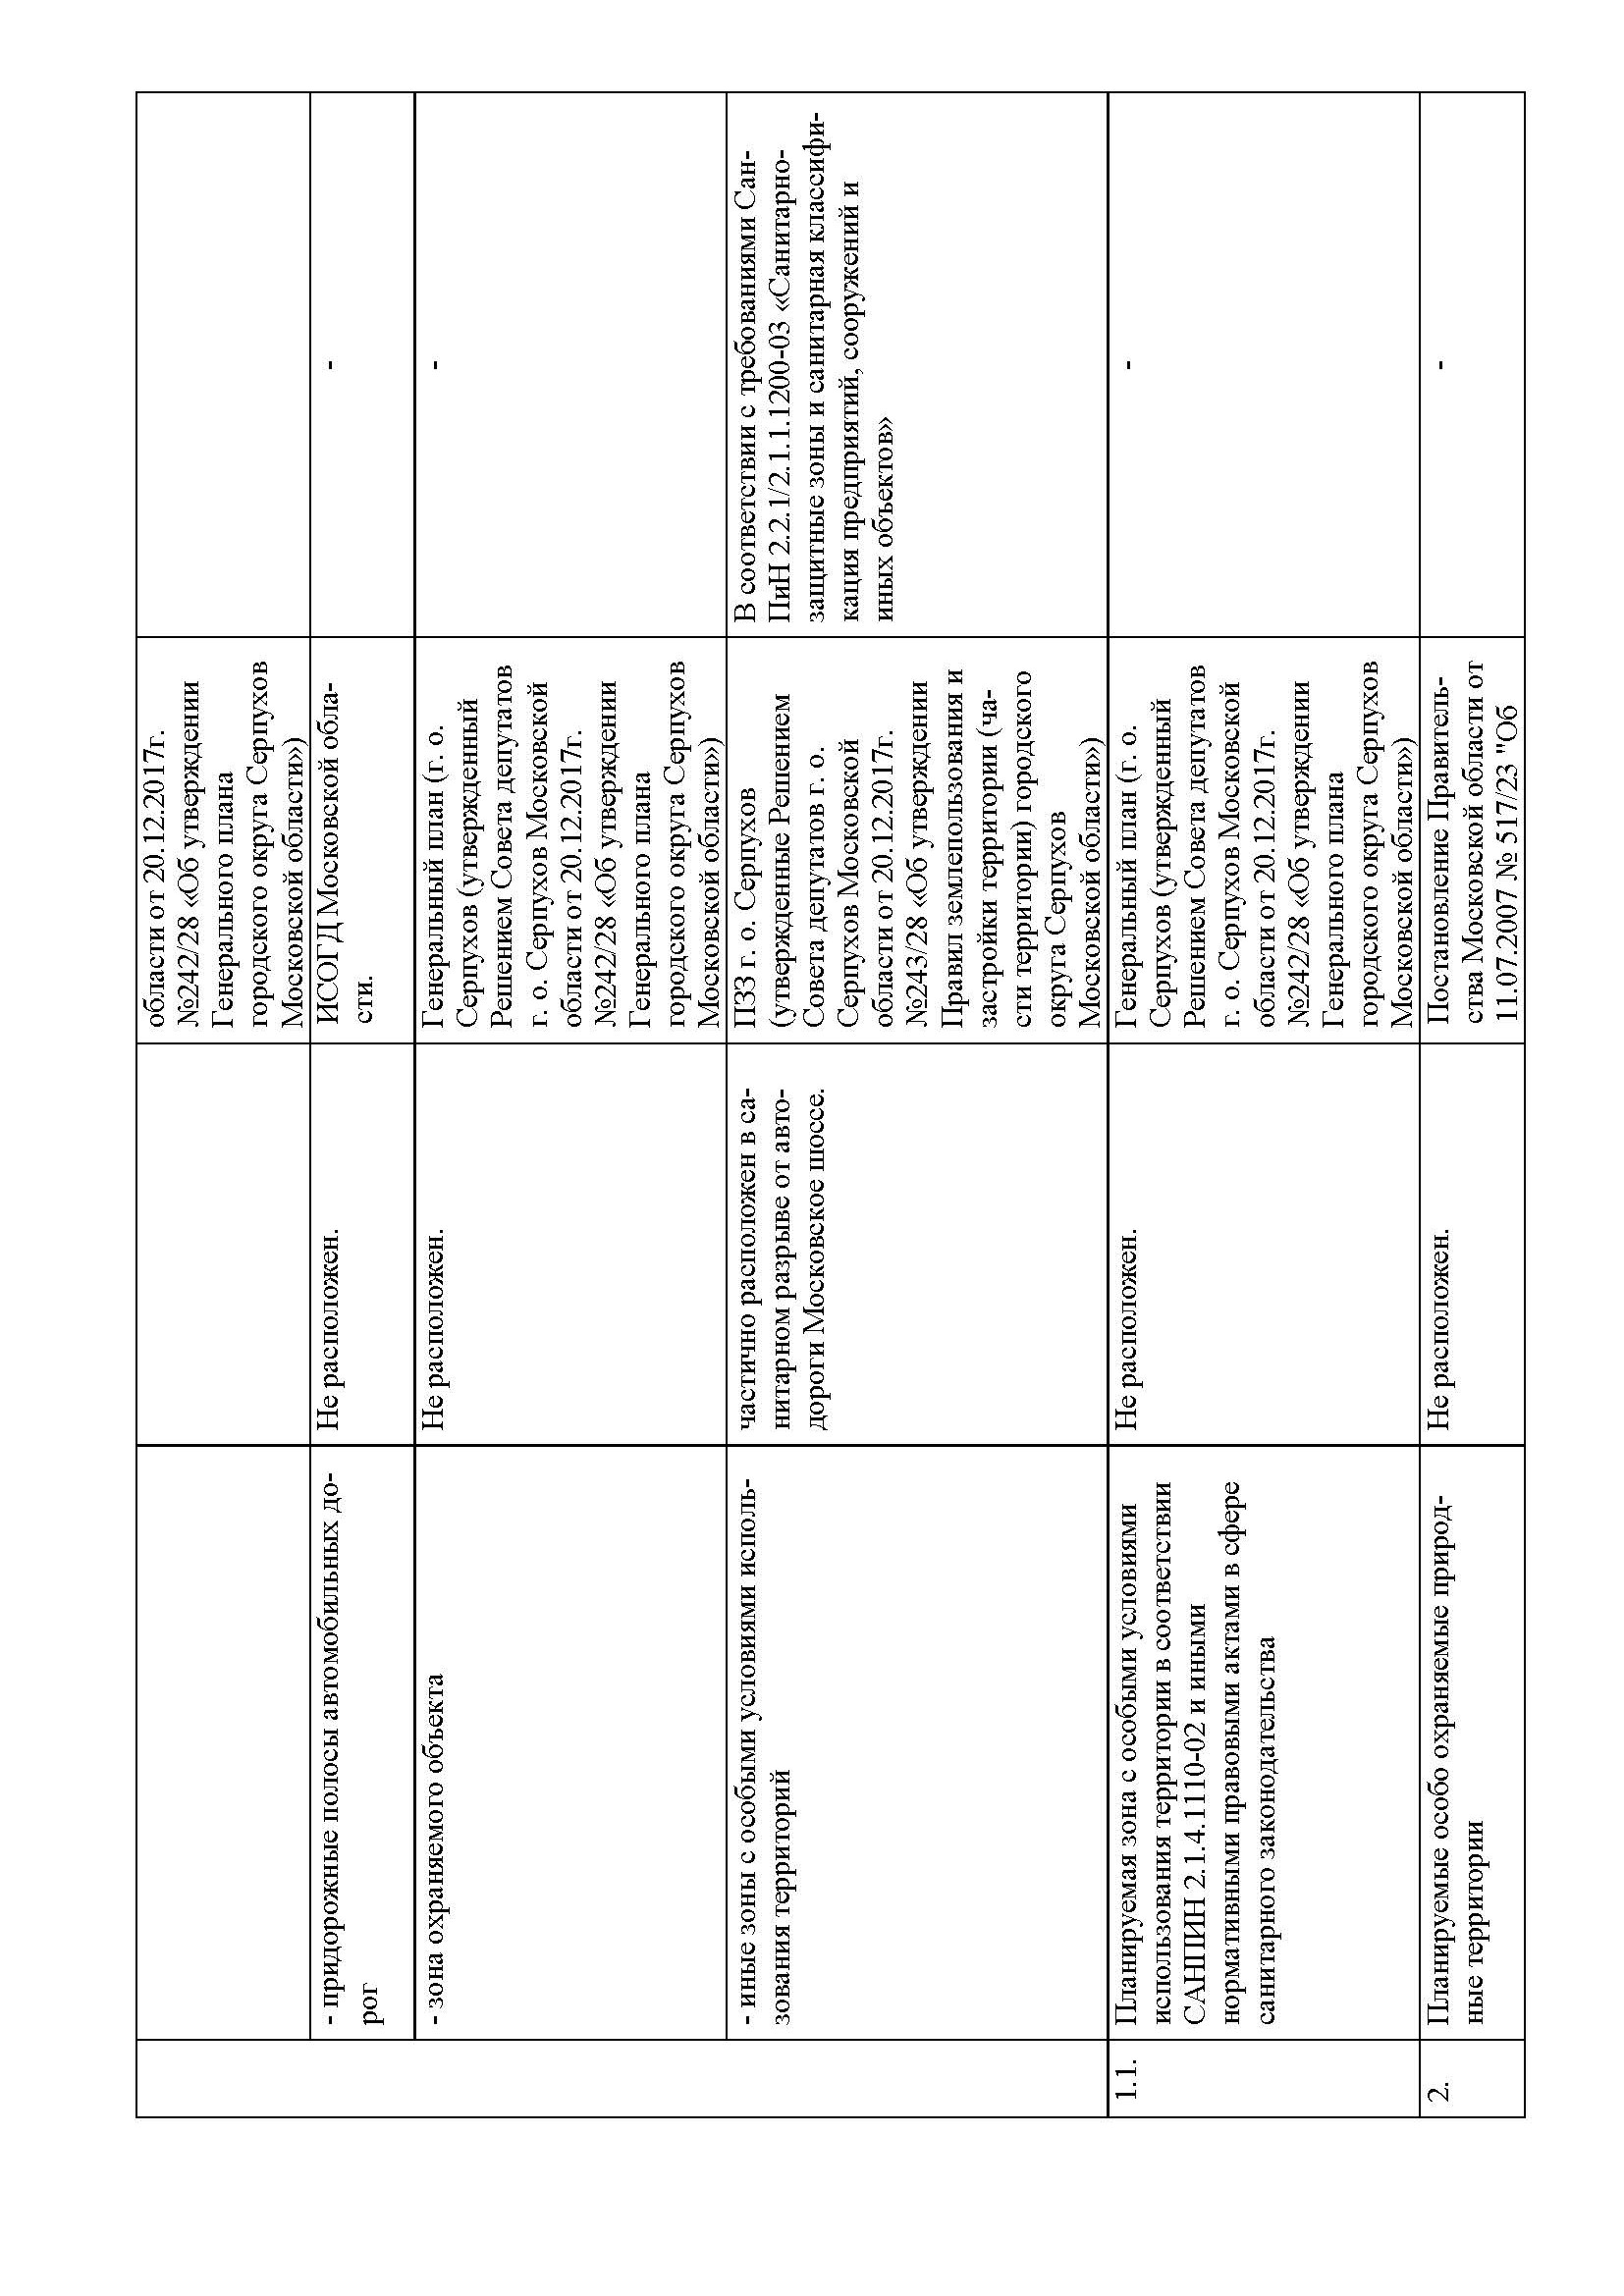 области от 20.12.2017г.
№242/28 «Об утверждении
Генерального плана
городского округа Серпухов
Московской области»)
- придорожные полосы автомобильных до-
рог
Не расположен.
ИСОГД Московской обла-
сти.
-
- зона охраняемого объекта
Не расположен.
Генеральный план (г. о.
Серпухов (утвержденный
Решением Совета депутатов
г. о. Серпухов Московской
области от 20.12.2017г.
№242/28 «Об утверждении
Генерального плана
городского округа Серпухов
Московской области»)
-
- иные зоны с особыми условиями исполь-
зования территорий
частично расположен в са-
нитарном разрыве от авто-
дороги Московское шоссе.
ПЗЗ г. о. Серпухов
(утвержденные Решением
Совета депутатов г. о.
Серпухов Московской
области от 20.12.2017г.
№243/28 «Об утверждении
Правил землепользования и
застройки территории (ча-
сти территории) городского
округа Серпухов
Московской области»)
В соответствии с требованиями Сан-
ПиН 2.2.1/2.1.1.1200-03 «Санитарно-
защитные зоны и санитарная классифи-
кация предприятий, сооружений и
иных объектов»
1.1.
Планируемая зона с особыми условиями
использования территории в соответствии
САНПИН 2.1.4.1110-02 и иными
нормативными правовыми актами в сфере
санитарного законодательства
Не расположен.
Генеральный план (г. о.
Серпухов (утвержденный
Решением Совета депутатов
г. о. Серпухов Московской
области от 20.12.2017г.
№242/28 «Об утверждении
Генерального плана
городского округа Серпухов
Московской области»)
-
2.
Планируемые особо охраняемые природ-
ные территории
Не расположен.
Постановление Правитель-
ства Московской области от
11.07.2007 № 517/23 "Об
-